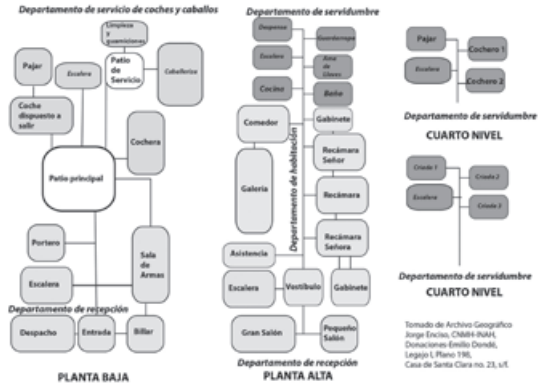 Departamento de servicio de coches y caballos
Limpieza
y
guarniciones
Pajar
Escalera
Patio
de
Servicio
Caballeriza
Coche
dispuesto a
salir
Cochera
Patio principal
Portero
Sala
de
Armas
Escalera
Departamento de recepción
Despacho
Entrada
Billar
PLANTA BAJA
Departamento de servidumbre
Despensa
Guardarropa
Escalera
Ama
de
Llaves
Cocina
Baño
Comedor
Gabinete
Departamento de habitación
Recámara
Señor
Galería
Recámara
Recámara
Señora
Asistencia
Escalera
Vestíbulo
Gabinete
Gran Salón
Pequeño
Salón
Departamento de recepción
PLANTA ALTA
Pajar
Cochero 1
Escalera
Cochero 2
Departamento de servidumbre
CUARTO NIVEL
Criada 1
Criada 2
Escalera
Criada 3
Departamento de servidumbre
CUARTO NIVEL
Tomado de Archivo Geográfico
Jorge Enciso, CNMH-INAH,
Donaciones-Emilio Dondé,
Legajo I, Plano 198,
Casa de Santa Clara no. 23, s/f.